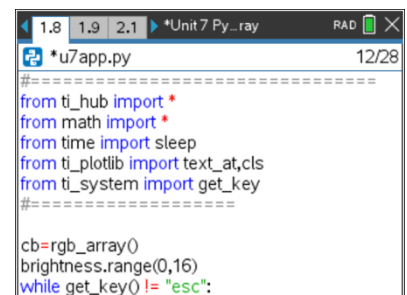 1.8 1.9 2.1 *Unit 7 Py…ray RAD
*u7app.py 12/28
#================================
from ti_hub import *
from math import *
from time import sleep
from ti_plotlib import text_at,cls
from ti_system import get_key
#===================

cb=rgb_array()
brightness.range(0,16)
while get_key() != "esc":